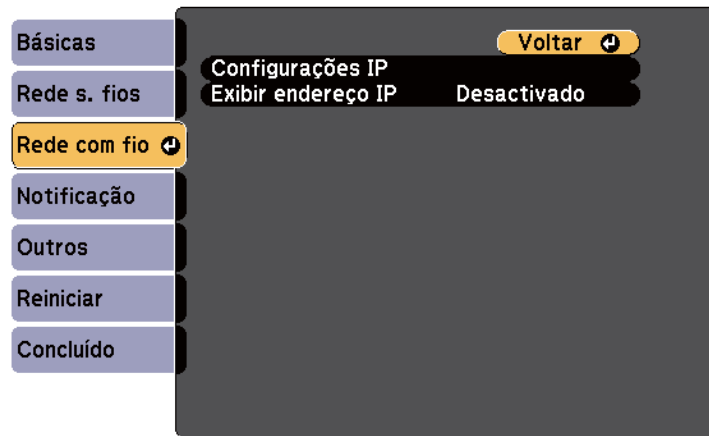 Básicas
Rede s. fios
Rede com fio
Notificação
Outros
Reiniciar
Concluído
Voltar
Configurações IP
Exibir endereço IP Desactivado